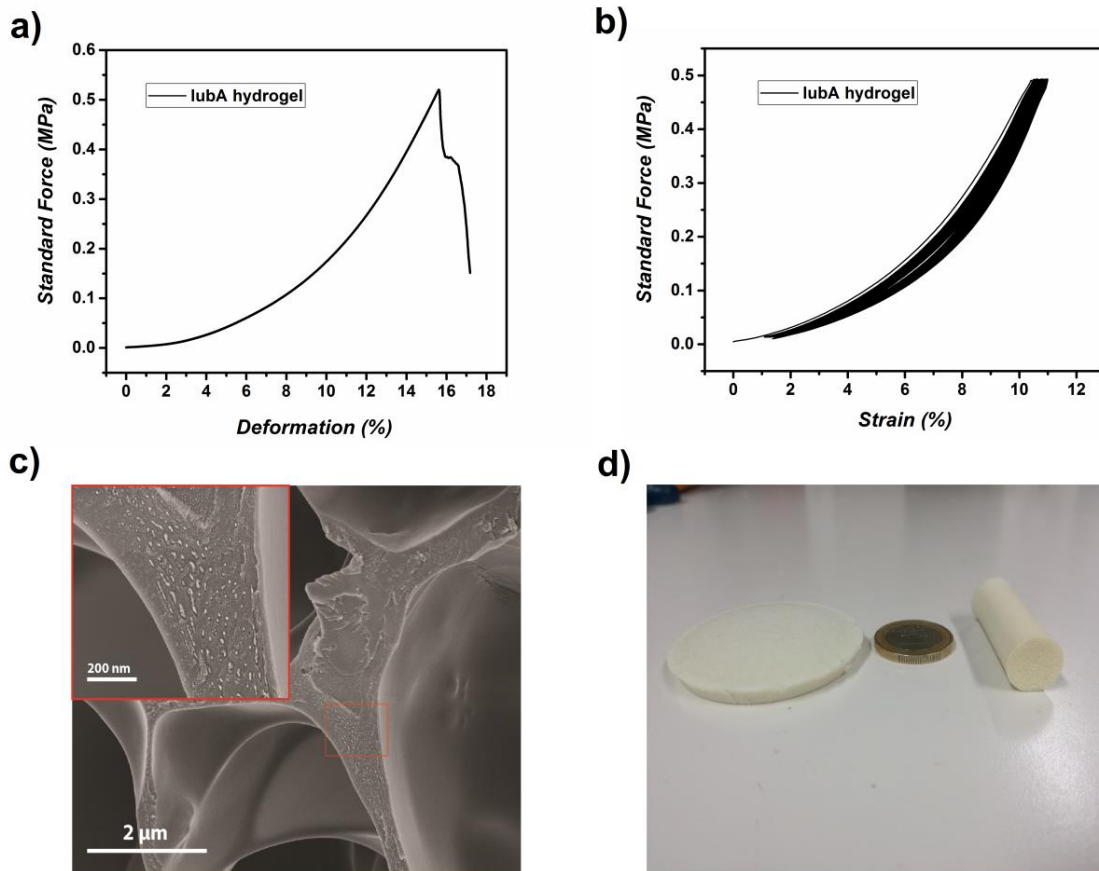 a)
0.6
0.5
0.4
0.3
0.2
0.1
0.0
Standard Force (MPa)
IubA hydrogel
0 2 4 6 8 10 12 14 16 18
Deformation (%)
b)
0.5
0.4
0.3
0.2
0.1
0.0
Standard Force (MPa)
IubA hydrogel
0 2 4 6 8 10 12
Strain (%)
c)
200 nm
2 µm
d)